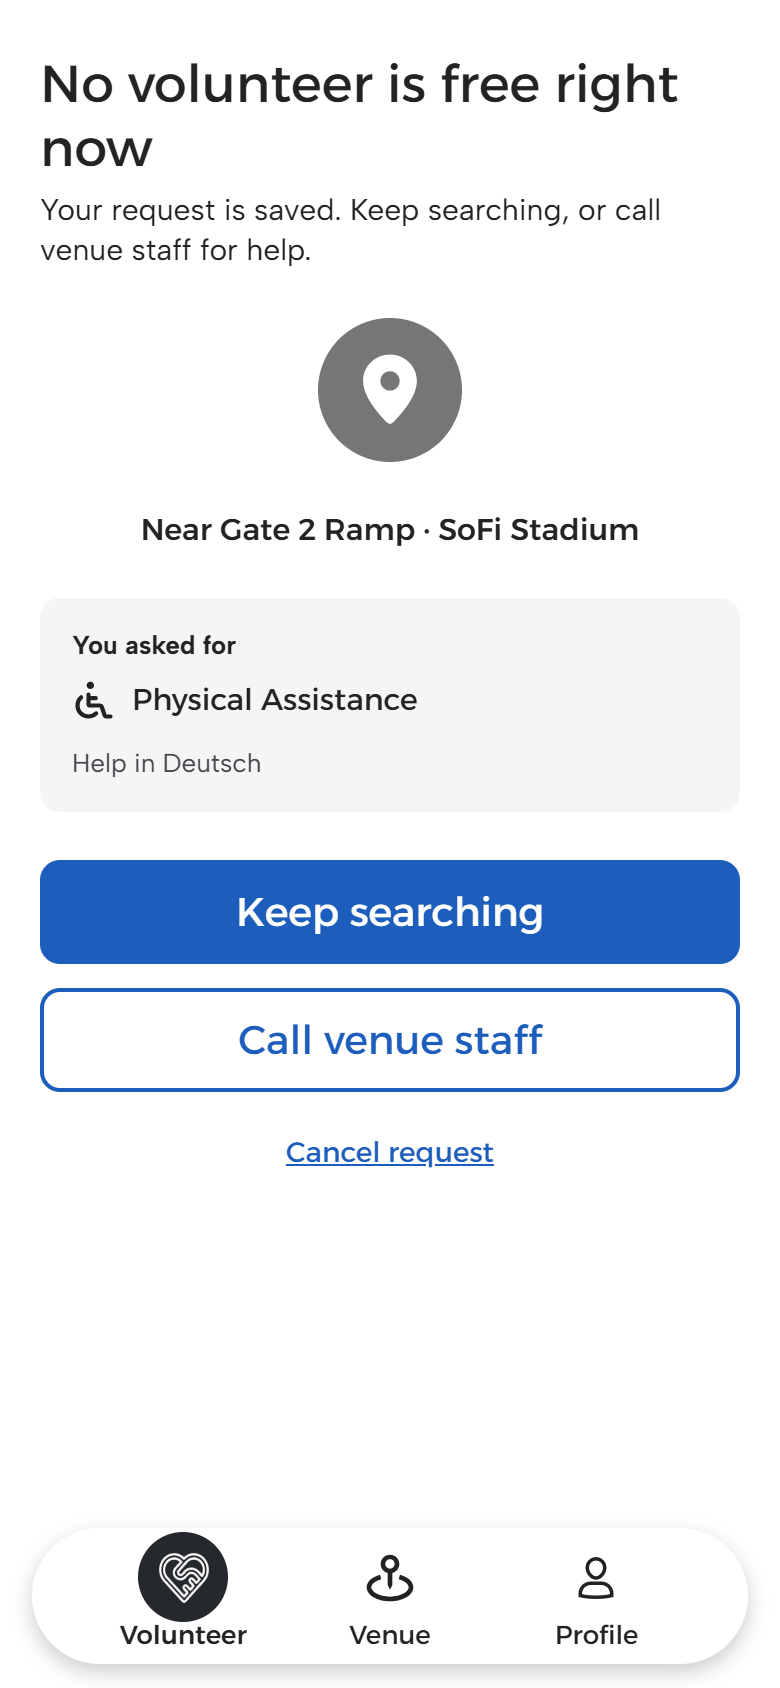 No volunteer is free right
now
Your request is saved. Keep searching, or call
venue staff for help.
Near Gate 2 Ramp · SoFi Stadium
You asked for
Physical Assistance
Help in Deutsch
Keep searching
Call venue staff
Cancel request
Volunteer
Venue
Profile